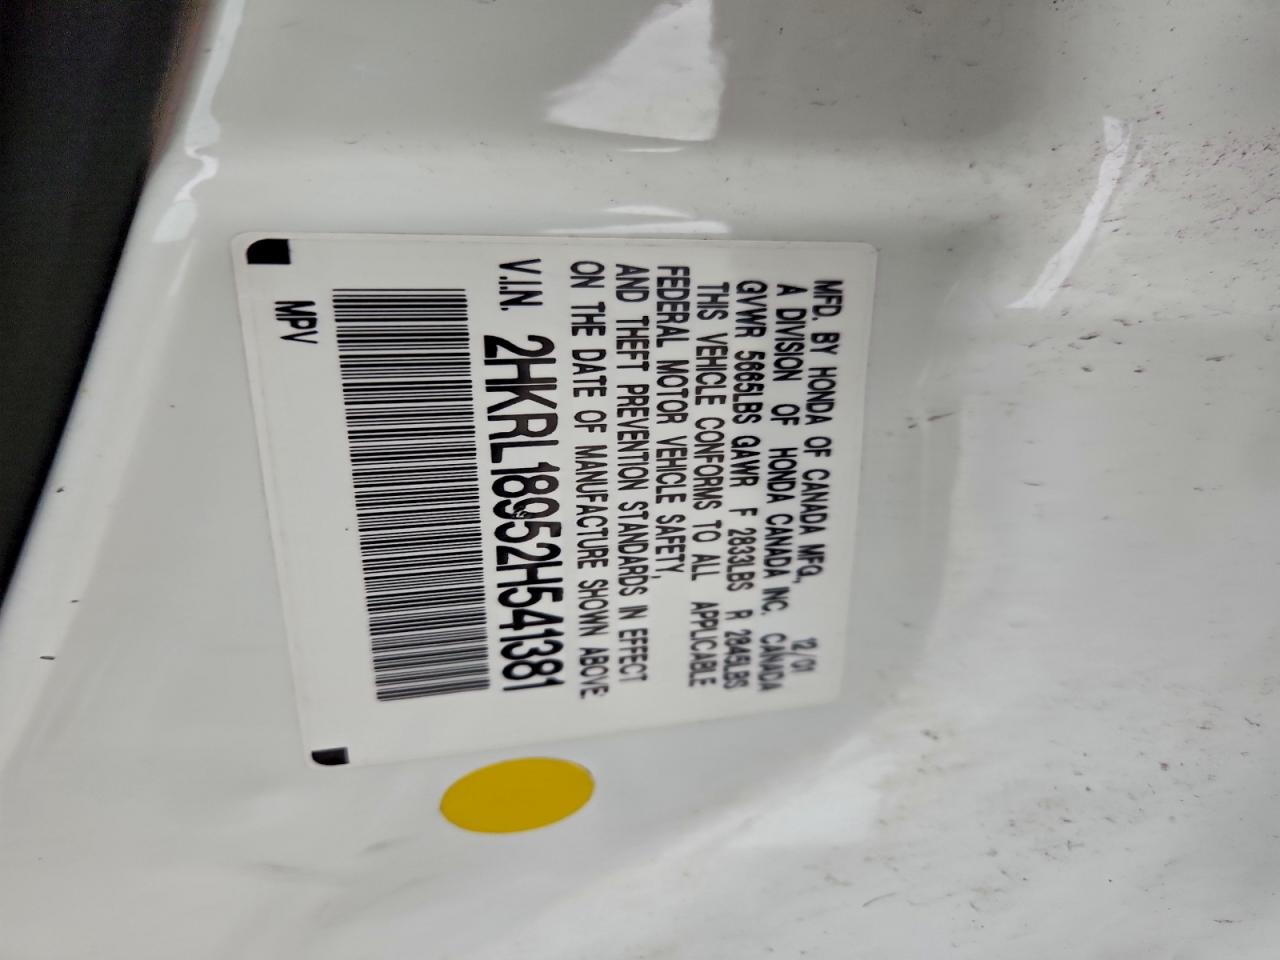 MFD. BY HONDA OF CANADA MFG., 12/01
A DIVISION OF HONDA CANADA INC. CANADA
GVWR 5665LBS GAWR F 2833LBS R 2845LBS
THIS VEHICLE CONFORMS TO ALL APPLICABLE
FEDERAL MOTOR VEHICLE SAFETY,
AND THEFT PREVENTION STANDARDS IN EFFECT
ON THE DATE OF MANUFACTURE SHOWN ABOVE
V.I.N. 2HKRL18952H541381
MPV